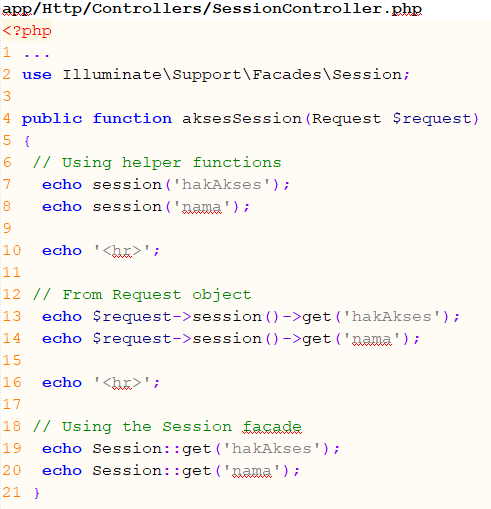 app/Http/Controllers/SessionController.php
<?php
1 ...
2 use Illuminate\Support\Facades\Session;
3
4 public function aksesSession(Request $request)
5 {
6  // Using helper functions
7   echo session('hakAkses');
8   echo session('nama');
9
10  echo '<hr>';
11
12 // From Request object
13  echo $request->session()->get('hakAkses');
14  echo $request->session()->get('nama');
15
16  echo '<hr>';
17
18 // Using the Session facade
19  echo Session::get('hakAkses');
20  echo Session::get('nama');
21 }